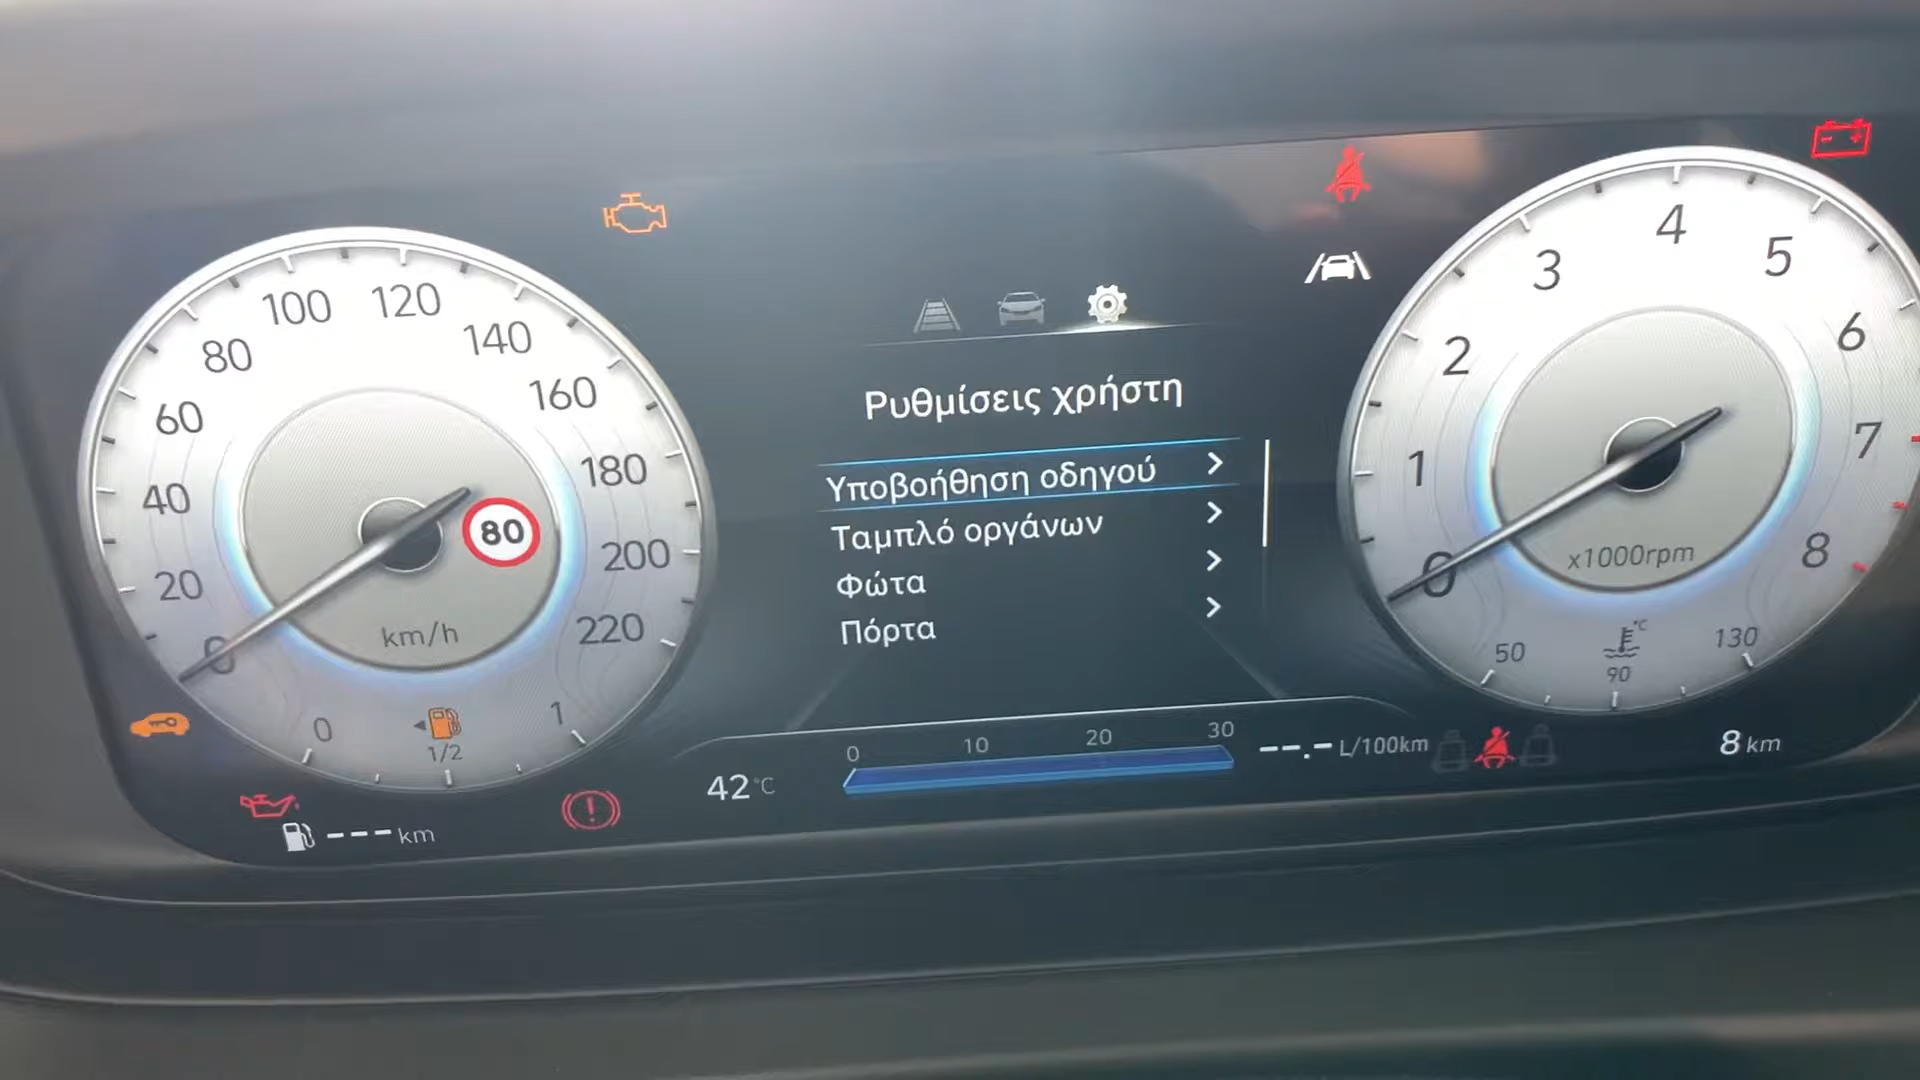 100 120
80 140
60 160
40 180
20 200
0 220
km/h
80
0 1/2 1
--- km
Ρυθμίσεις χρήστη
Υποβοήθηση οδηγού
Ταμπλό οργάνων
Φώτα
Πόρτα
42 °C
0 10 20 30
--.- L/100km
4
3 5
2 6
1 7
0 8
x1000rpm
°C
50 90 130
8 km